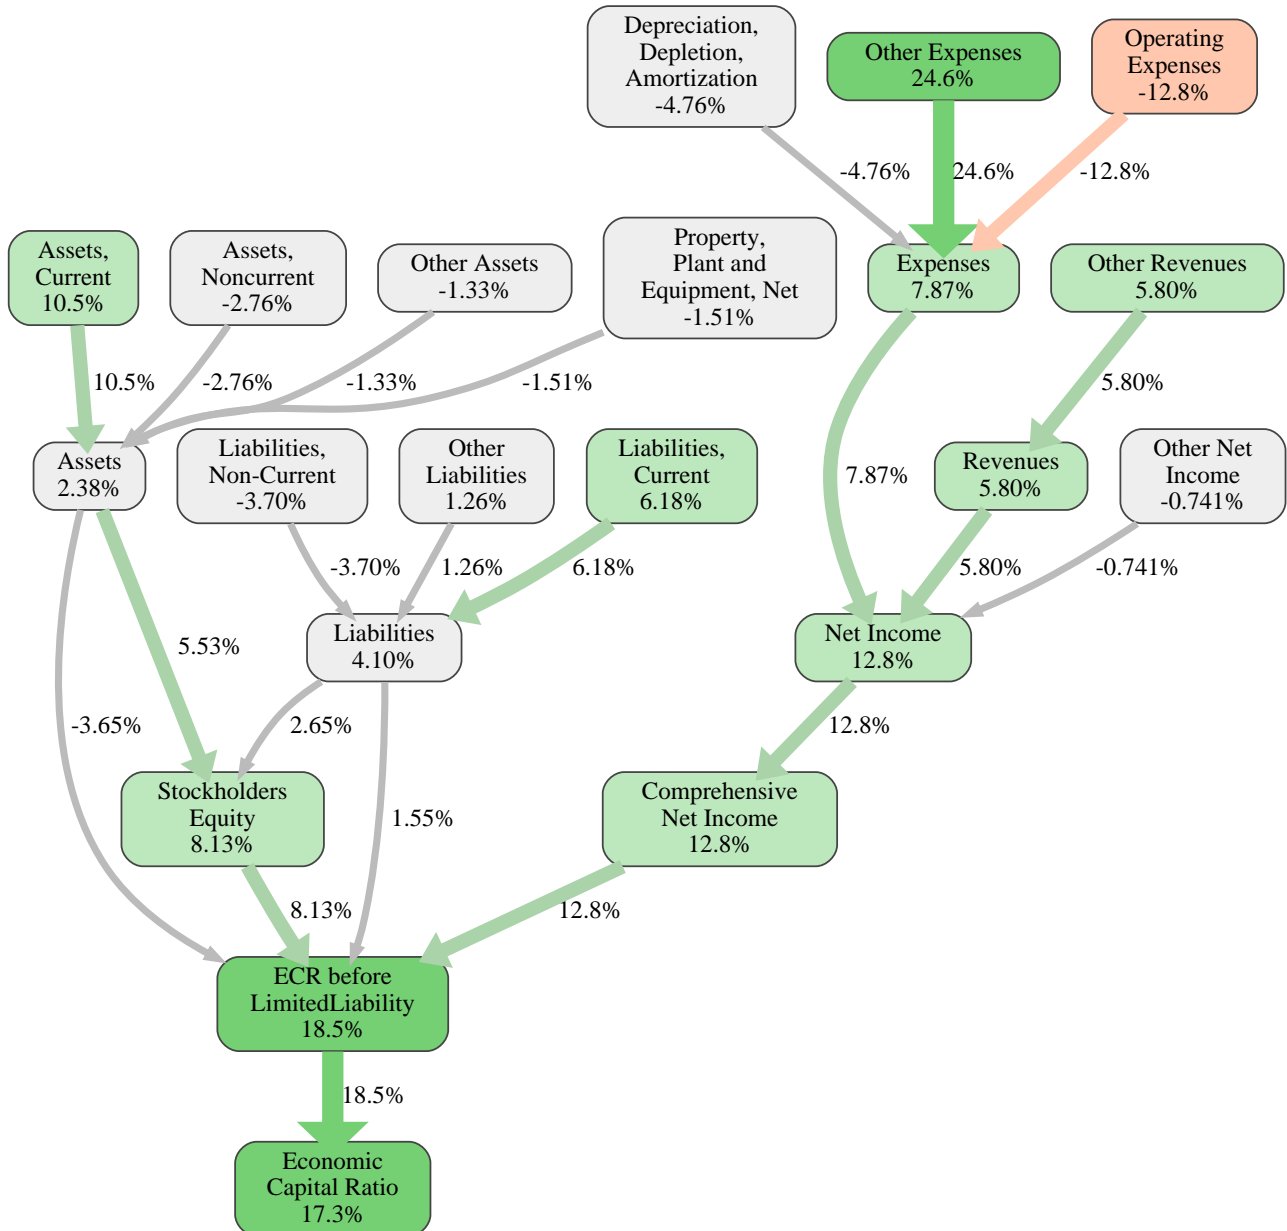 Depreciation,
Depletion,
Amortization
-4.76%
Other Expenses
24.6%
Operating
Expenses
-12.8%
-4.76%
24.6%
-12.8%
Assets,
Current
10.5%
Assets,
Noncurrent
-2.76%
Other Assets
-1.33%
Property,
Plant and
Equipment, Net
-1.51%
Expenses
7.87%
Other Revenues
5.80%
10.5%
-2.76%
-1.33%
-1.51%
5.80%
Assets
2.38%
Liabilities,
Non-Current
-3.70%
Other
Liabilities
1.26%
Liabilities,
Current
6.18%
7.87%
Revenues
5.80%
Other Net
Income
-0.741%
-3.70%
1.26%
6.18%
5.80%
-0.741%
5.53%
Liabilities
4.10%
Net Income
12.8%
-3.65%
2.65%
12.8%
Stockholders
Equity
8.13%
1.55%
Comprehensive
Net Income
12.8%
8.13%
12.8%
ECR before
LimitedLiability
18.5%
18.5%
Economic
Capital Ratio
17.3%